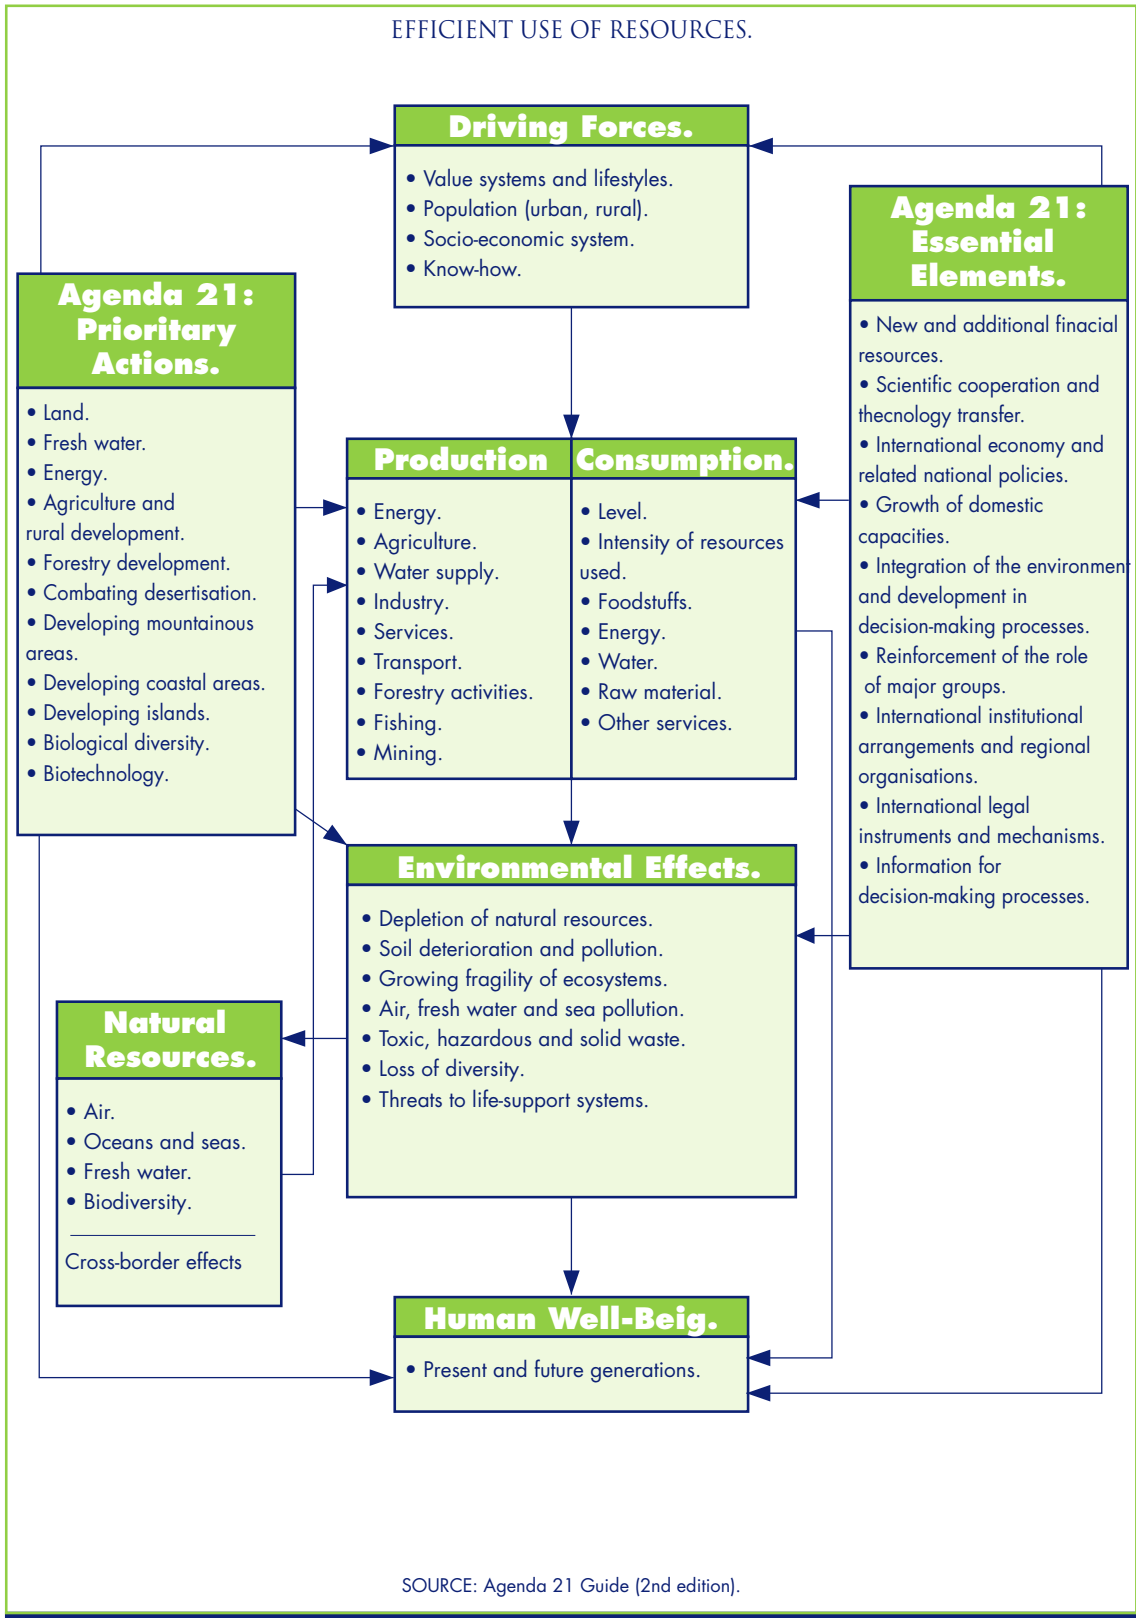 EFFICIENT USE OF RESOURCES.
Driving Forces.
• Value systems and lifestyles.
• Population (urban, rural).
• Socio-economic system.
• Know-how.
Agenda 21:
Prioritary
Actions.
• Land.
• Fresh water.
• Energy.
• Agriculture and
rural development.
• Forestry development.
• Combating desertisation.
• Developing mountainous
areas.
• Developing coastal areas.
• Developing islands.
• Biological diversity.
• Biotechnology.
Agenda 21:
Essential
Elements.
• New and additional finacial
resources.
• Scientific cooperation and
thecnology transfer.
• International economy and
related national policies.
• Growth of domestic
capacities.
• Integration of the environment
and development in
decision-making processes.
• Reinforcement of the role
of major groups.
• International institutional
arrangements and regional
organisations.
• International legal
instruments and mechanisms.
• Information for
decision-making processes.
Production
• Energy.
• Agriculture.
• Water supply.
• Industry.
• Services.
• Transport.
• Forestry activities.
• Fishing.
• Mining.
Consumption.
• Level.
• Intensity of resources
used.
• Foodstuffs.
• Energy.
• Water.
• Raw material.
• Other services.
Environmental Effects.
• Depletion of natural resources.
• Soil deterioration and pollution.
• Growing fragility of ecosystems.
• Air, fresh water and sea pollution.
• Toxic, hazardous and solid waste.
• Loss of diversity.
• Threats to life-support systems.
Natural
Resources.
• Air.
• Oceans and seas.
• Fresh water.
• Biodiversity.
Cross-border effects
Human Well-Beig.
• Present and future generations.
SOURCE: Agenda 21 Guide (2nd edition).